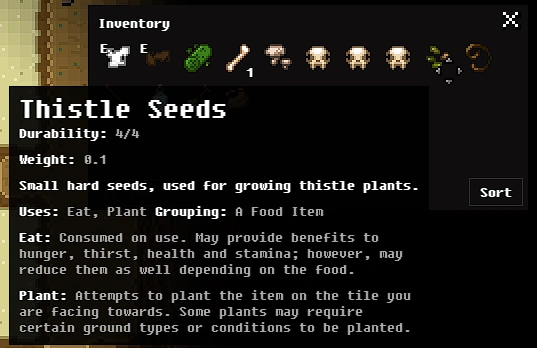 Inventory
E
E
1
Thistle Seeds
Durability: 4/4
Weight: 0.1
Small hard seeds, used for growing thistle plants.
Uses: Eat, Plant Grouping: A Food Item
Eat: Consumed on use. May provide benefits to
hunger, thirst, health and stamina; however, may
reduce them as well depending on the food.
Plant: Attempts to plant the item on the tile you
are facing towards. Some plants may require
certain ground types or conditions to be planted.
Sort